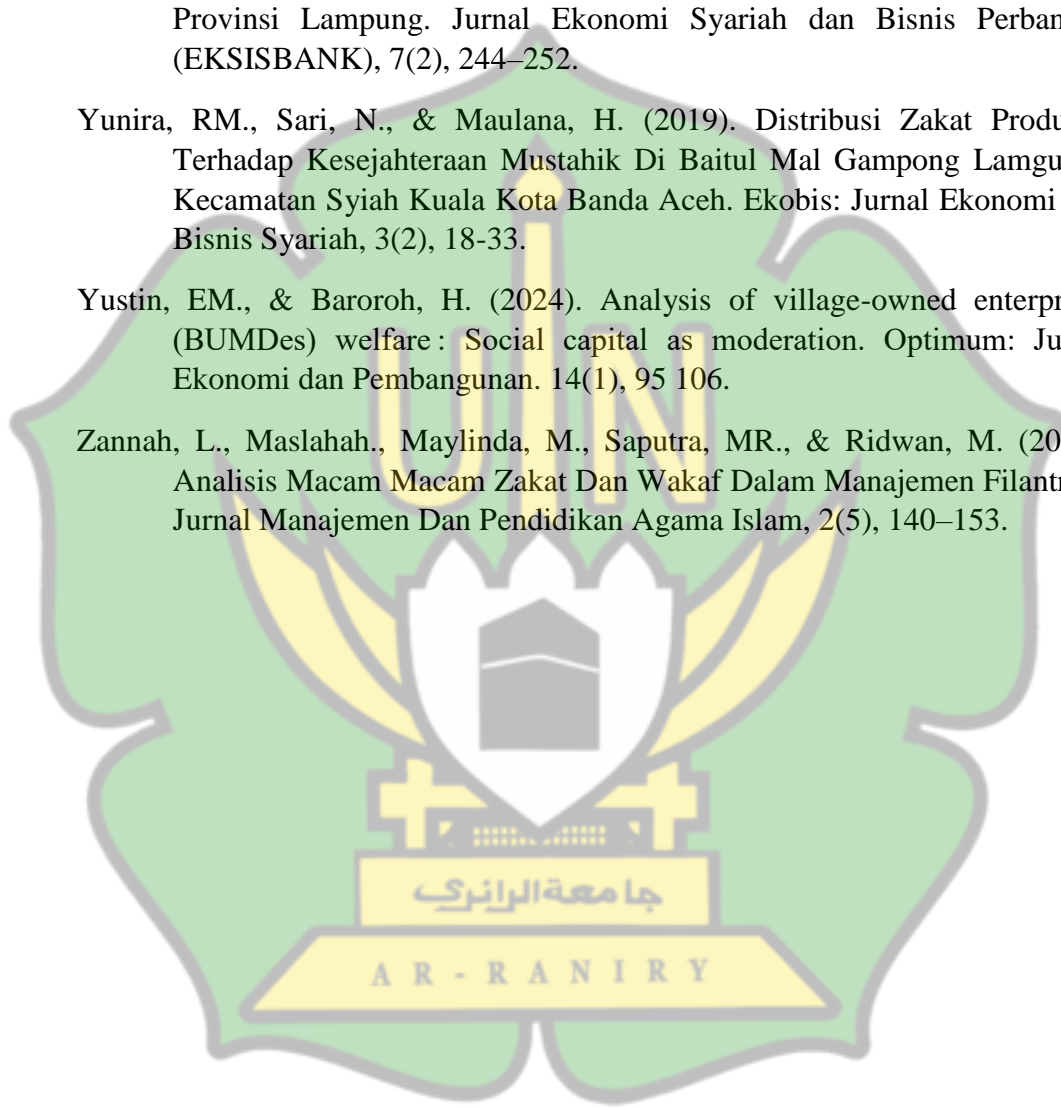 Provinsi Lampung. Jurnal Ekonomi Syariah dan Bisnis Perban
(EKSISBANK), 7(2), 244–252.
Yunira, RM., Sari, N., & Maulana, H. (2019). Distribusi Zakat Produ
Terhadap Kesejahteraan Mustahik Di Baitul Mal Gampong Lamgu
Kecamatan Syiah Kuala Kota Banda Aceh. Ekobis: Jurnal Ekonomi
Bisnis Syariah, 3(2), 18-33.
Yustin, EM., & Baroroh, H. (2024). Analysis of village-owned enterpr
(BUMDes) welfare : Social capital as moderation. Optimum: Ju
Ekonomi dan Pembangunan. 14(1), 95 106.
Zannah, L., Maslahah., Maylinda, M., Saputra, MR., & Ridwan, M. (20
Analisis Macam Macam Zakat Dan Wakaf Dalam Manajemen Filantr
Jurnal Manajemen Dan Pendidikan Agama Islam, 2(5), 140–153.
UIN
جامعة الرانري
AR-RANIRY